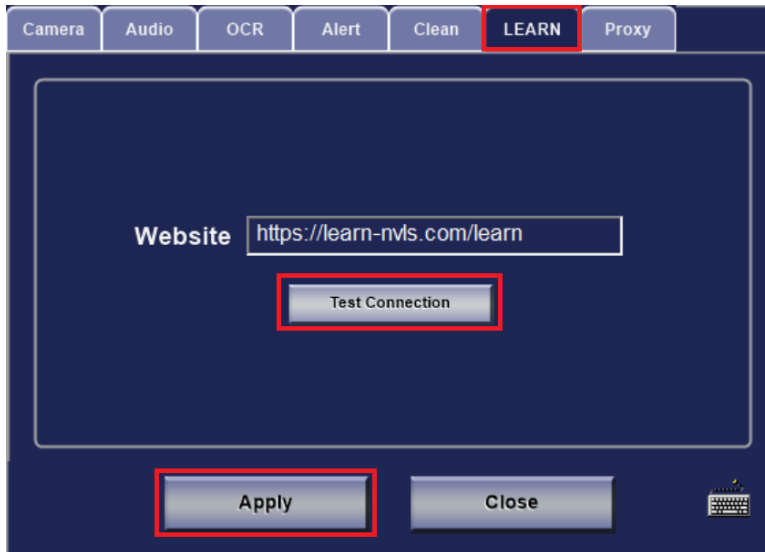 Camera Audio OCR Alert Clean LEARN Proxy
Website https://learn-nvls.com/learn
Test Connection
Apply Close